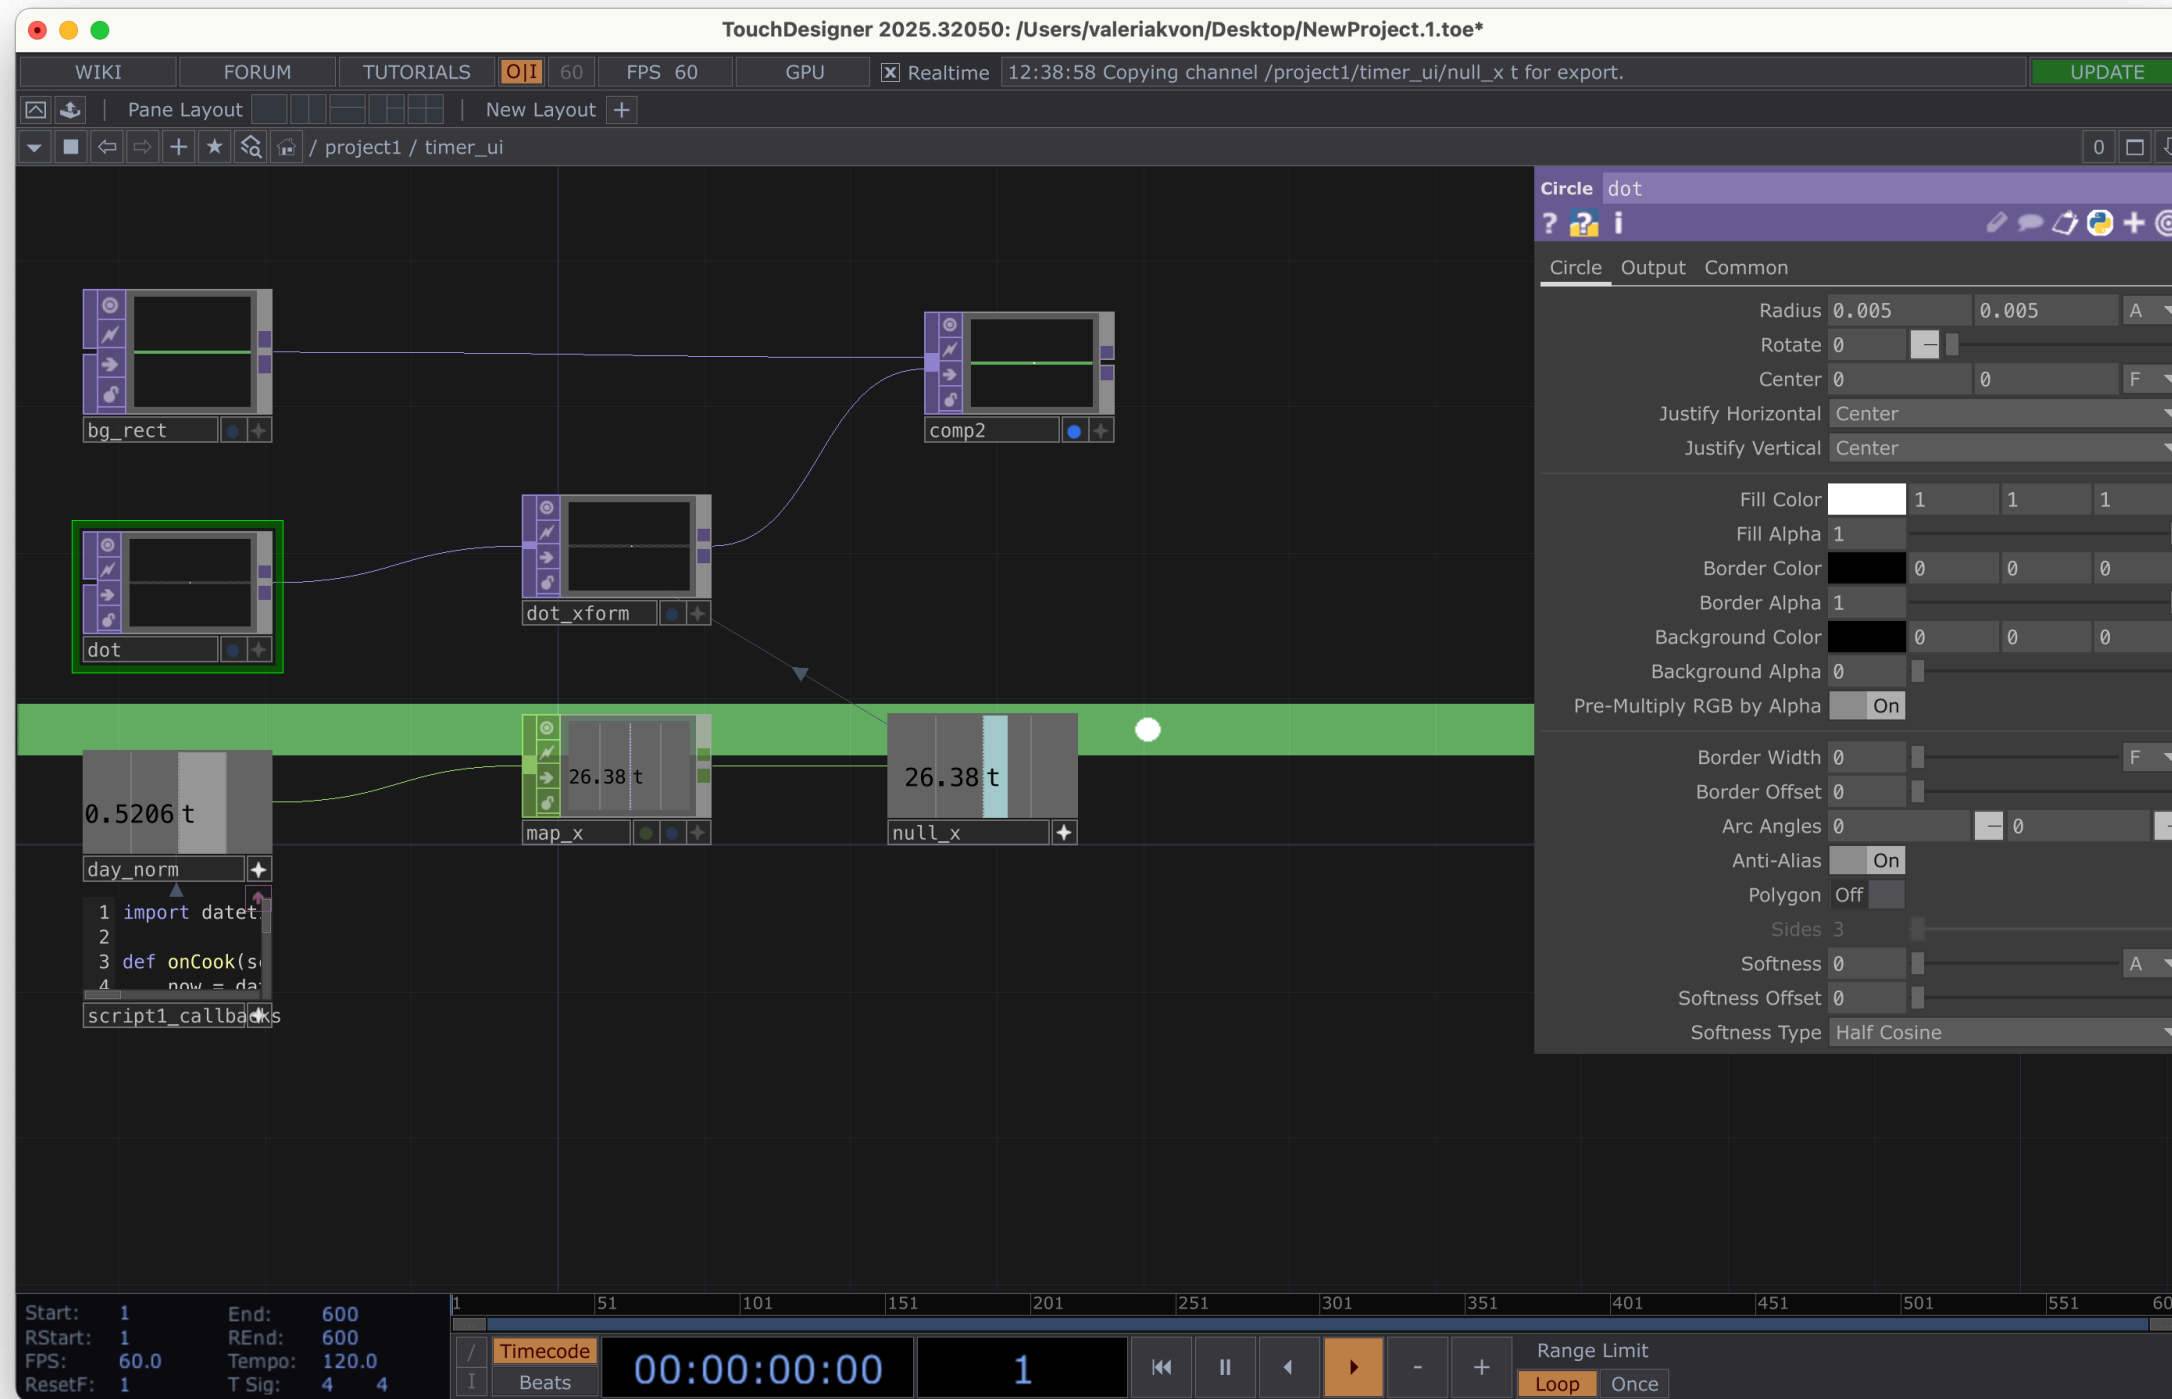 TouchDesigner 2025.32050: /Users/valeriakvon/Desktop/NewProject.1.toe*
WIKI FORUM TUTORIALS O|I 60 FPS 60 GPU X Realtime 12:38:58 Copying channel /project1/timer_ui/null_x t for export. UPDATE
Pane Layout New Layout +
/ project1 / timer_ui 0
Circle dot
? ? i
Circle Output Common
Radius 0.005 0.005 A
Rotate 0
Center 0 0 F
Justify Horizontal Center
Justify Vertical Center
Fill Color 1 1 1
Fill Alpha 1
Border Color 0 0 0
Border Alpha 1
Background Color 0 0 0
Background Alpha 0
Pre-Multiply RGB by Alpha On
Border Width 0 F
Border Offset 0
Arc Angles 0 0
Anti-Alias On
Polygon Off
Sides 3
Softness 0 A
Softness Offset 0
Softness Type Half Cosine
bg_rect
comp2
dot_xform
dot
26.38 t
26.38 t
0.5206 t
map_x
null_x
day_norm
1 import datet
2
3 def onCook(s
4 now = da
script1_callbacks
1 51 101 151 201 251 301 351 401 451 501 551 60
Start: 1 End: 600
RStart: 1 REnd: 600
FPS: 60.0 Tempo: 120.0
ResetF: 1 T Sig: 4 4
/ Timecode
I Beats
00:00:00:00
1
- +
Range Limit
Loop Once